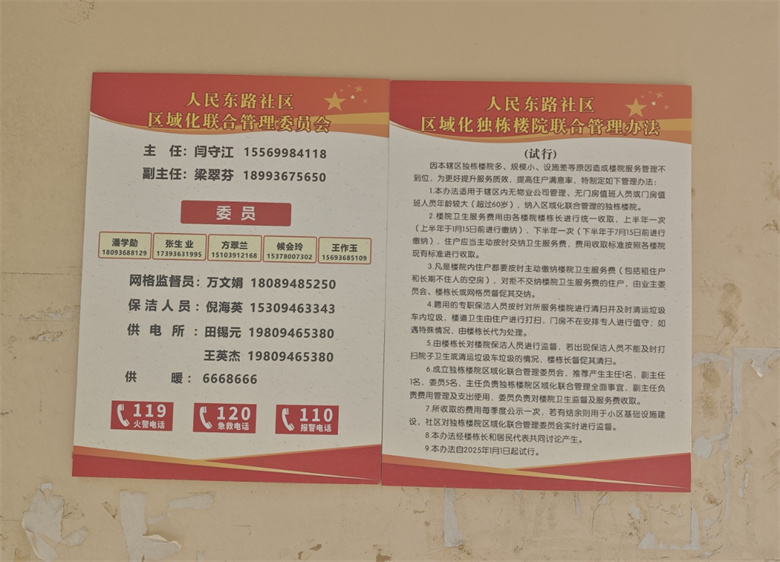 人民东路社区
区域化联合管理委员会
主 任：闫守江 15569984118
副主任：梁翠芬 18993675650
委员
潘学勋 张生业 方翠兰 候会玲 王作玉
18093688129 17393631995 15103912168 15378007302 15693685109
网格监督员：万文娟 18089485250
保洁人员：倪海英 15309463343
供 电 所：田锡元 19809465380
王英杰 19809465380
供 暖：6668666
119 120 110
火警电话 急救电话 报警电话
人民东路社区
区域化独栋楼院联合管理办法
(试行)
因本辖区独栋楼院多、规模小、设施差等原因造成楼院服务管理不
到位，为更好提升服务质效，提高住户满意率，特制定如下管理办法：
1.本办法适用于辖区内无物业公司管理、无门房值班人员或门房值
班人员年龄较大（超过60岁），纳入区域化联合管理的独栋楼院。
2.楼院卫生服务费用由各楼院楼栋长进行统一收取，上半年一次
（上半年于1月15日前进行缴纳）、下半年一次（下半年于7月15日前进行
缴纳），住户应当主动按时交纳卫生服务费，费用收取标准按照各楼院
现有标准进行收取。
3.凡是楼院内住户都要按时主动缴纳楼院卫生服务费（包括租住户
和长期不住人的空房），对拒不交纳楼院卫生服务费的住户，由业主委
员会、楼栋长或网格员督促其交纳。
4.聘用的专职保洁人员按时对所服务楼院进行清扫并及时清运垃圾
车内垃圾，楼道卫生由住户进行打扫，门房不在安排专人进行值守；如
遇特殊情况，由楼栋长代为处理。
5.由楼栋长对楼院保洁人员进行监督，若出现保洁人员不能及时打
扫院子卫生或清运垃圾车垃圾的情况，楼栋长督促其清扫。
6.成立独栋楼院区域化联合管理委员会，推荐产生主任1名，副主任
1名，委员5名，主任负责独栋楼院区域化联合管理全面事宜，副主任负
责费用管理及支出使用，委员负责对楼院卫生监督及服务费收取。
7.所收取的费用每季度公示一次，若有结余则用于小区基础设施建
设，社区对独栋楼院区域化联合管理委员会实时进行监督。
8.本办法经楼栋长和居民代表共同讨论产生。
9.本办法自2025年1月1日起试行。